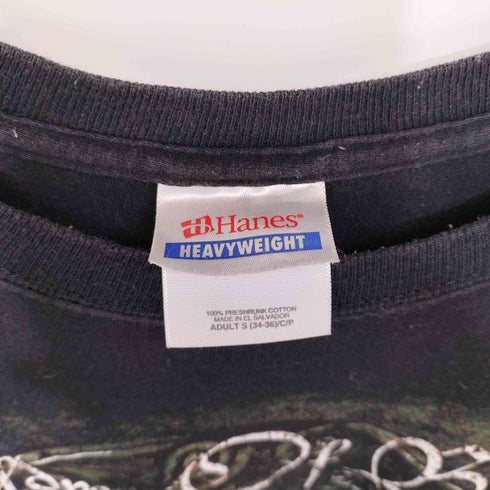 Hanes®
HEAVYWEIGHT
100% PRESHRUNK COTTON
MADE IN EL SALVADOR
ADULT S (34-36)/C/P